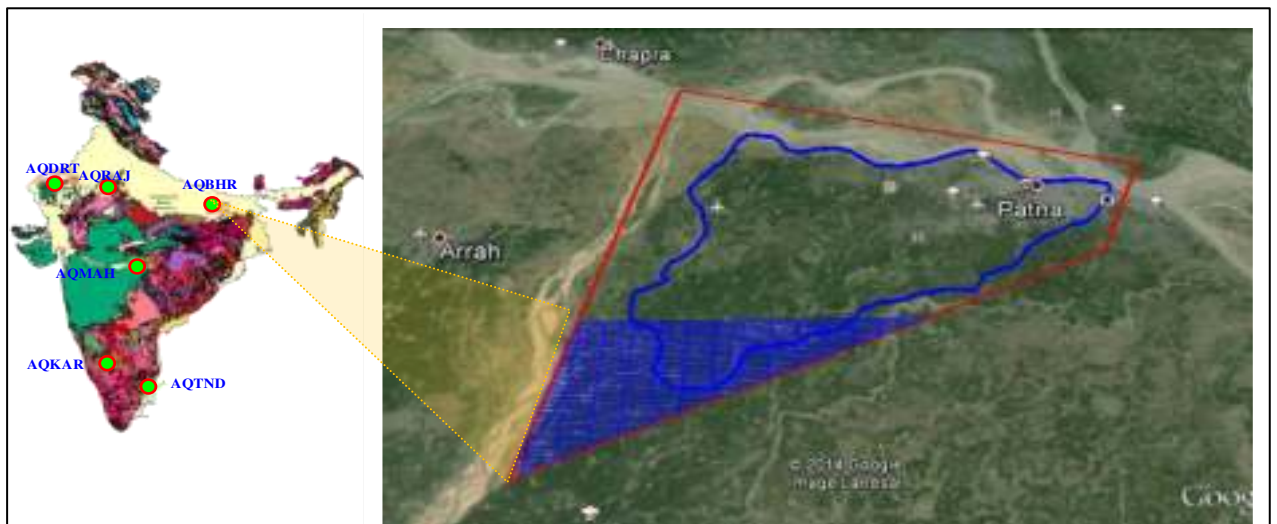 AQDRT
AQRAJ
AQBHR
AQMAH
AQKAR
AQTND
Chapra
Arrah
Patna
© 2014 Google
Image Landsat
Goog